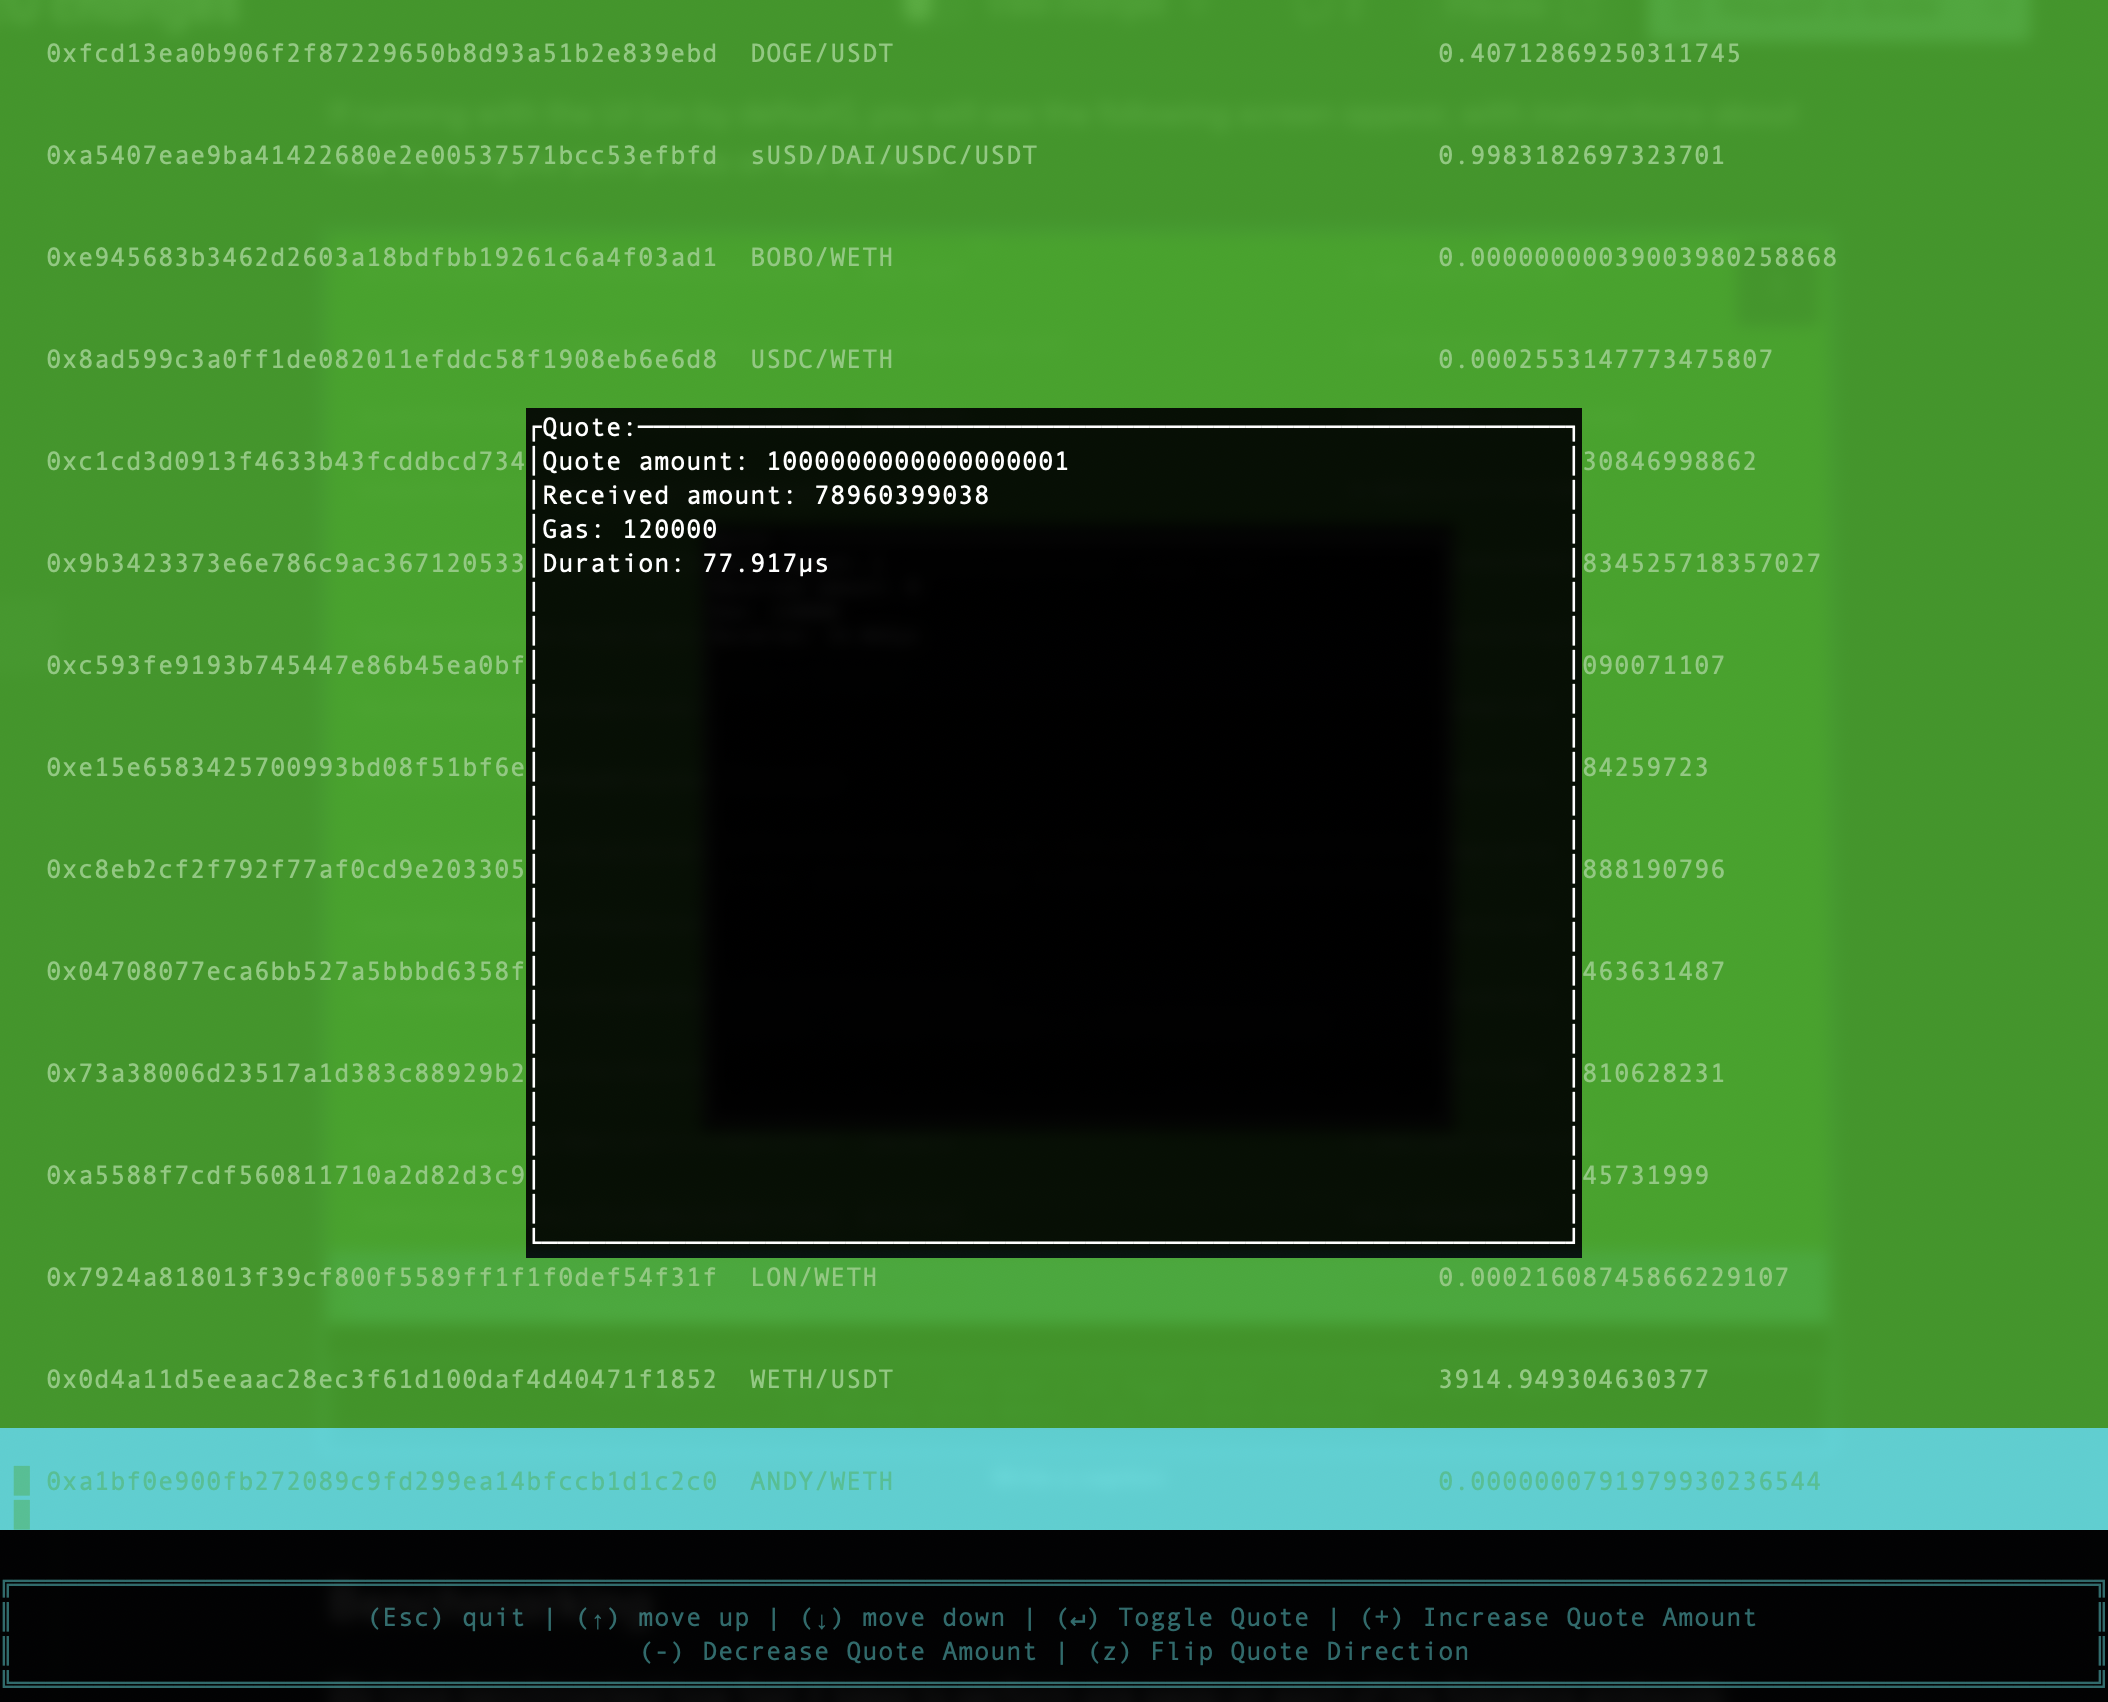 0xfcd13ea0b906f2f87229650b8d93a51b2e839ebd DOGE/USDT 0.40712869250311745
0xa5407eae9ba41422680e2e00537571bcc53efbfd sUSD/DAI/USDC/USDT 0.9983182697323701
0xe945683b3462d2603a18bdfbb19261c6a4f03ad1 BOBO/WETH 0.00000000039003980258868
0x8ad599c3a0ff1de082011efddc58f1908eb6e6d8 USDC/WETH 0.0002553147773475807
Quote:
0xc1cd3d0913f4633b43fcddbcd734 Quote amount: 1000000000000000001 30846998862
Received amount: 78960399038
Gas: 120000
0x9b3423373e6e786c9ac367120533 Duration: 77.917µs 834525718357027
0xc593fe9193b745447e86b45ea0bf 090071107
0xe15e6583425700993bd08f51bf6e 84259723
0xc8eb2cf2f792f77af0cd9e203305 888190796
0x04708077eca6bb527a5bbbd6358f 463631487
0x73a38006d23517a1d383c88929b2 810628231
0xa5588f7cdf560811710a2d82d3c9 45731999
0x7924a818013f39cf800f5589ff1f1f0def54f31f LON/WETH 0.00021608745866229107
0x0d4a11d5eeaac28ec3f61d100daf4d40471f1852 WETH/USDT 3914.949304630377
0xa1bf0e900fb272089c9fd299ea14bfccb1d1c2c0 ANDY/WETH 0.0000000791979930236544
(Esc) quit | (↑) move up | (↓) move down | (↵) Toggle Quote | (+) Increase Quote Amount
(-) Decrease Quote Amount | (z) Flip Quote Direction